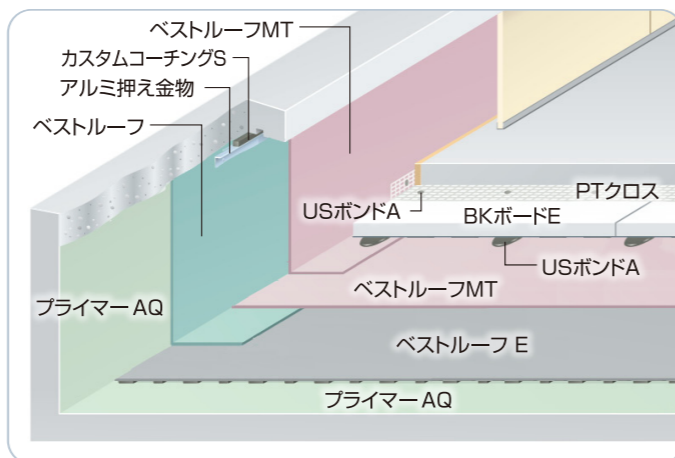 ベストルーフMT
カスタムコーチングS
アルミ押え金物
ベストルーフ
PTクロス
USボンドA
BKボードE
USボンドA
ベストルーフMT
プライマーAQ
ベストルーフ E
プライマーAQ